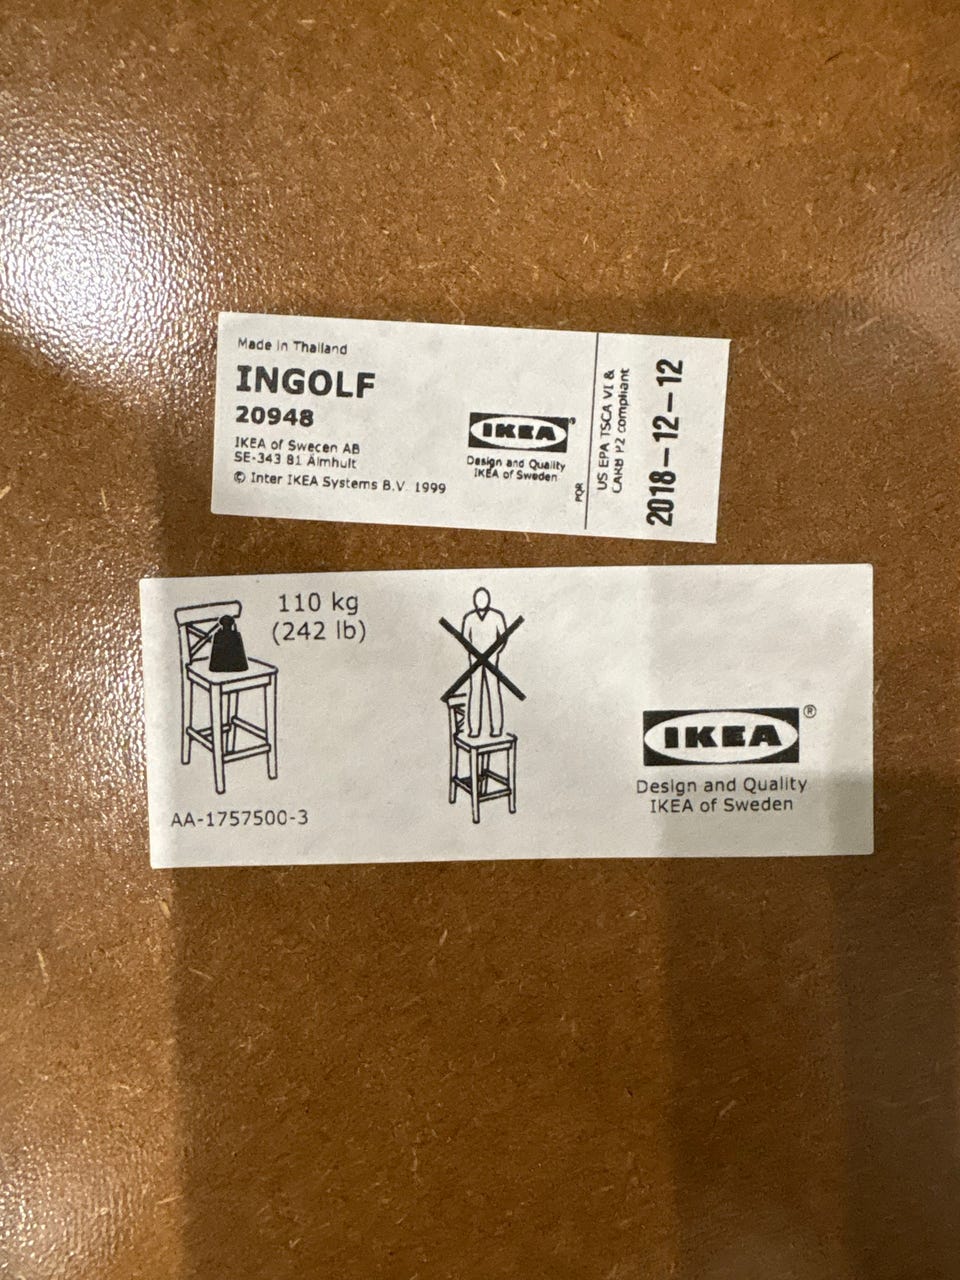 Made in Thailand
INGOLF
20948
IKEA of Swecen AB
SE-343 81 Älmhult
© Inter IKEA Systems B.V. 1999
IKEA®
Design and Quality
IKEA of Sweden
PQR
US EPA TSCA VI &
CARB P2 compliant
2018-12-12
110 kg
(242 lb)
AA-1757500-3
IKEA®
Design and Quality
IKEA of Sweden